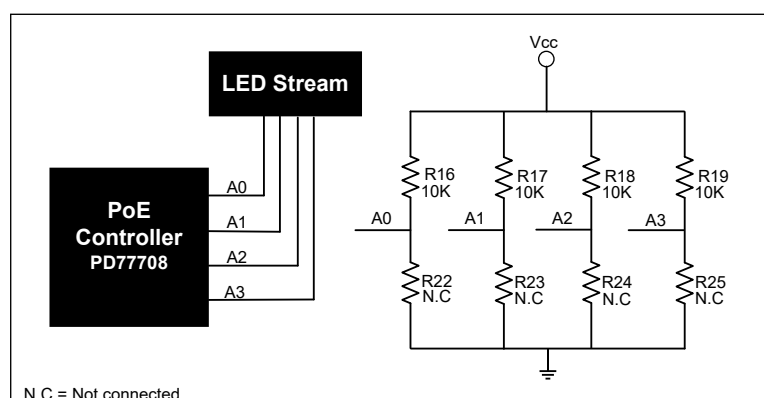 LED Stream
PoE
Controller
PD77708
A0
A1
A2
A3
Vcc
R16
10K
R17
10K
R18
10K
R19
10K
A0
A1
A2
A3
R22
N.C
R23
N.C
R24
N.C
R25
N.C
N.C = Not connected